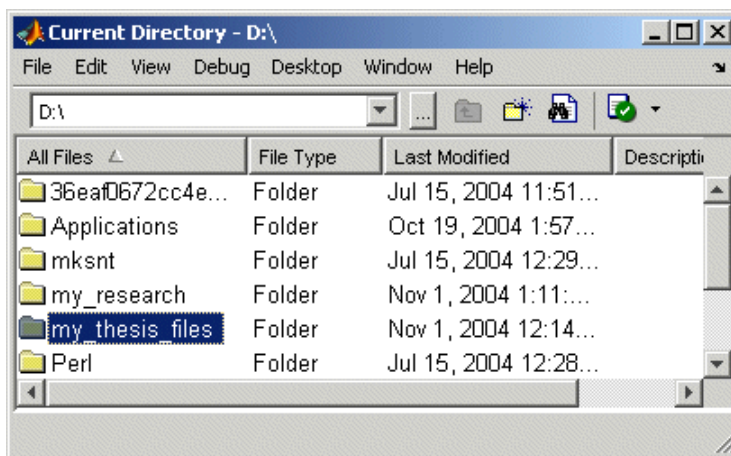 Current Directory - D:\
File Edit View Debug Desktop Window Help
D:\ ...
All Files File Type Last Modified Descripti
36eaf0672cc4e... Folder Jul 15, 2004 11:51...
Applications Folder Oct 19, 2004 1:57...
mksnt Folder Jul 15, 2004 12:29...
my_research Folder Nov 1, 2004 1:11:...
my_thesis_files Folder Nov 1, 2004 12:14...
Perl Folder Jul 15, 2004 12:28...